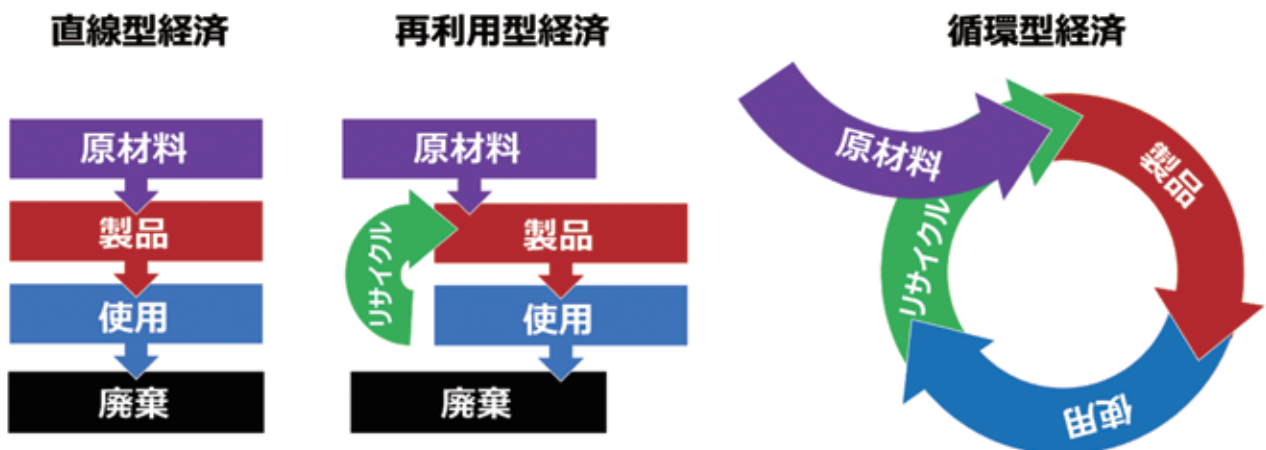 直線型経済
原材料
製品
使用
廃棄
再利用型経済
原材料
リサイクル
製品
使用
廃棄
循環型経済
原材料
製品
使用
リサイクル